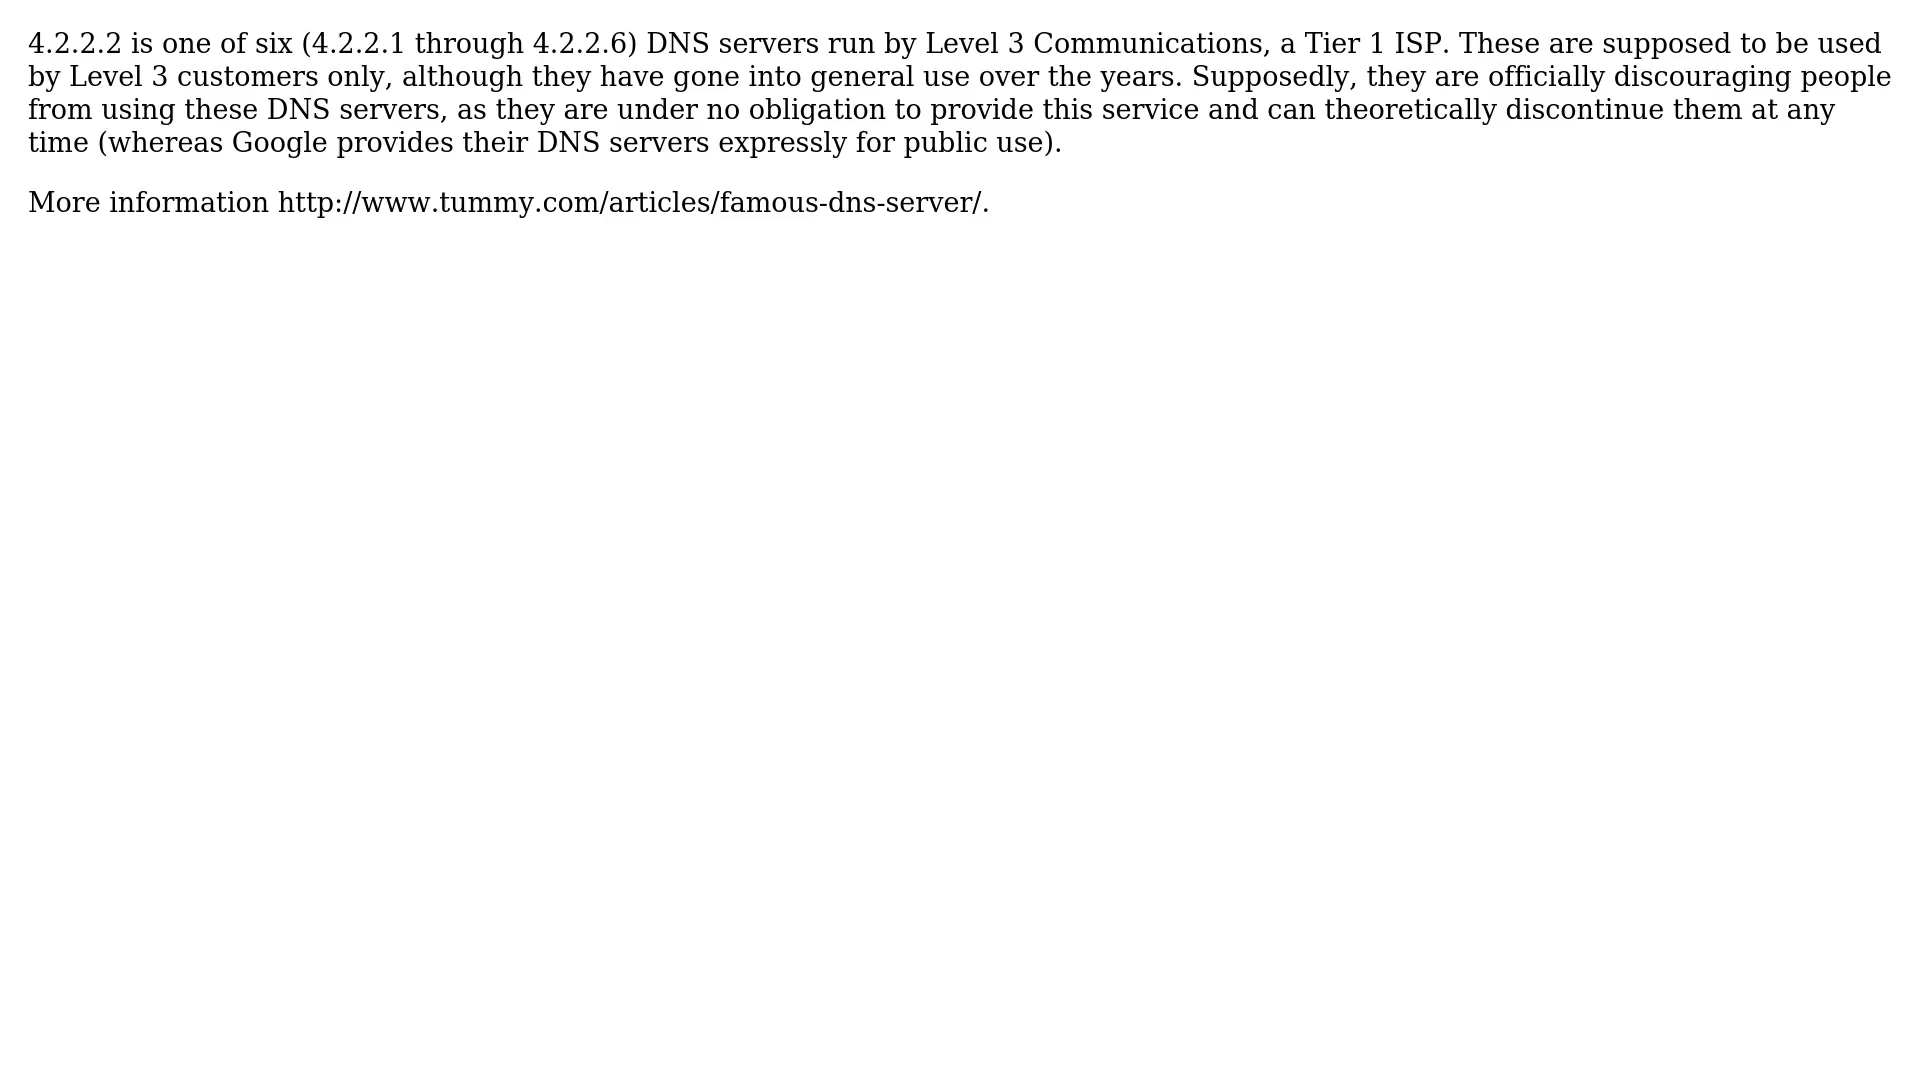 4.2.2.2 is one of six (4.2.2.1 through 4.2.2.6) DNS servers run by Level 3 Communications, a Tier 1 ISP. These are supposed to be used
by Level 3 customers only, although they have gone into general use over the years. Supposedly, they are officially discouraging people
from using these DNS servers, as they are under no obligation to provide this service and can theoretically discontinue them at any
time (whereas Google provides their DNS servers expressly for public use).
More information http://www.tummy.com/articles/famous-dns-server/.